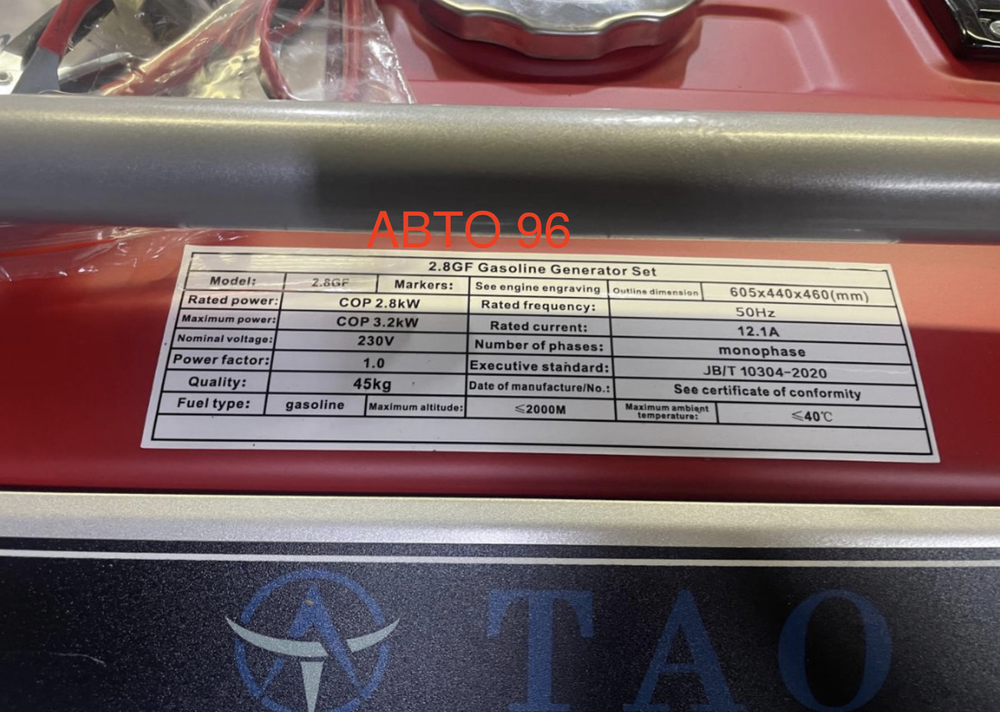 АВТО 96
2.8GF Gasoline Generator Set
Model: 2.8GF Markers: See engine engraving Outline dimension 605x440x460(mm)
Rated power: COP 2.8kW Rated frequency: 50Hz
Maximum power: COP 3.2kW Rated current: 12.1A
Nominal voltage: 230V Number of phases: monophase
Power factor: 1.0 Executive standard: JB/T 10304-2020
Quality: 45kg Date of manufacture/No.: See certificate of conformity
Fuel type: gasoline Maximum altitude: ≤2000M Maximum ambient temperature: ≤40℃
TAO